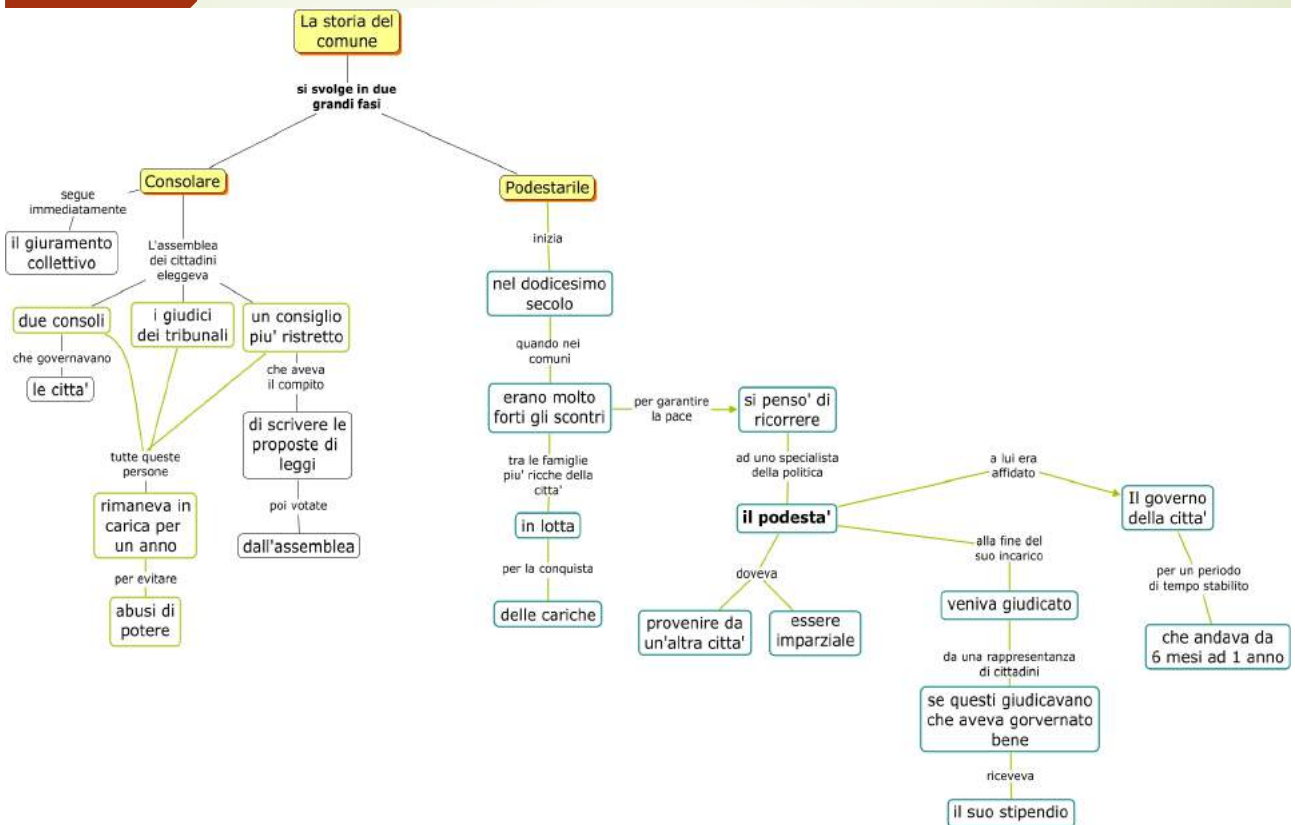 La storia del
comune
si svolge in due
grandi fasi
Consolare
segue
immediatamente
il giuramento
collettivo
L'assemblea
dei cittadini
eleggeva
due consoli
che governavano
le citta'
i giudici
dei tribunali
un consiglio
piu' ristretto
che aveva
il compito
di scrivere le
proposte di
leggi
poi votate
dall'assemblea
tutte queste
persone
rimaneva in
carica per
un anno
per evitare
abusi di
potere
Podestarile
inizia
nel dodicesimo
secolo
quando nei
comuni
erano molto
forti gli scontri
tra le famiglie
piu' ricche della
citta'
in lotta
per la conquista
delle cariche
per garantire
la pace
si penso' di
ricorrere
ad uno specialista
della politica
il podesta'
doveva
provenire da
un'altra citta'
essere
imparziale
alla fine del
suo incarico
veniva giudicato
da una rappresentanza
di cittadini
se questi giudicavano
che aveva gorvernato
bene
riceveva
il suo stipendio
a lui era
affidato
Il governo
della citta'
per un periodo
di tempo stabilito
che andava da
6 mesi ad 1 anno